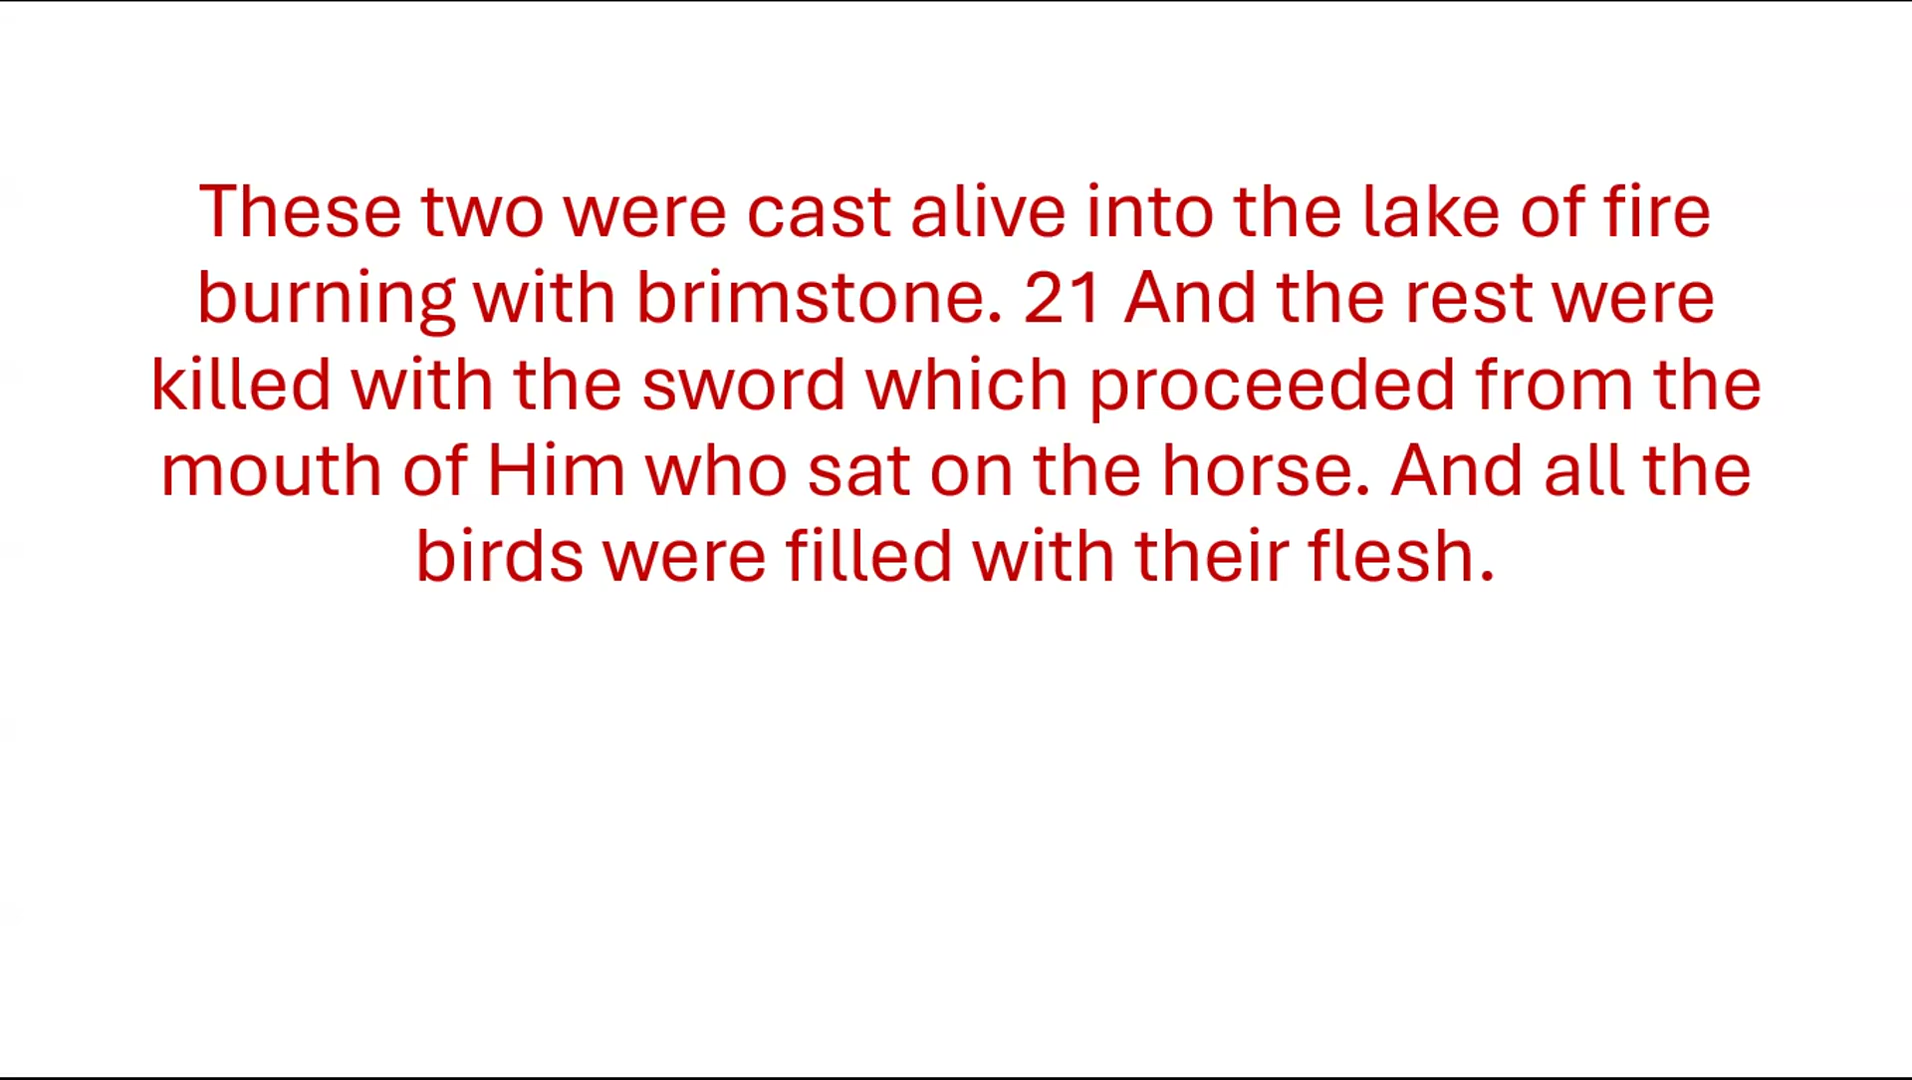 These two were cast alive into the lake of fire
burning with brimstone. 21 And the rest were
killed with the sword which proceeded from the
mouth of Him who sat on the horse. And all the
birds were filled with their flesh.